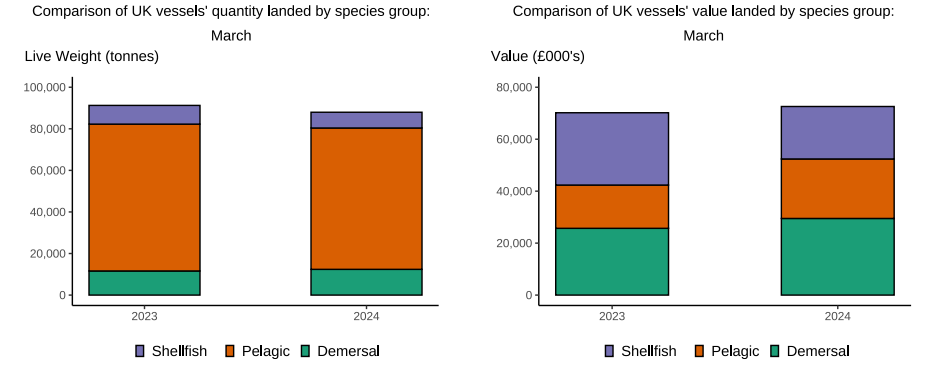 Comparison of UK vessels' quantity landed by species group:
March
Live Weight (tonnes)
100,000
80,000
60,000
40,000
20,000
0
2023 2024
Shellfish Pelagic Demersal
Comparison of UK vessels' value landed by species group:
March
Value (£000's)
80,000
60,000
40,000
20,000
0
2023 2024
Shellfish Pelagic Demersal